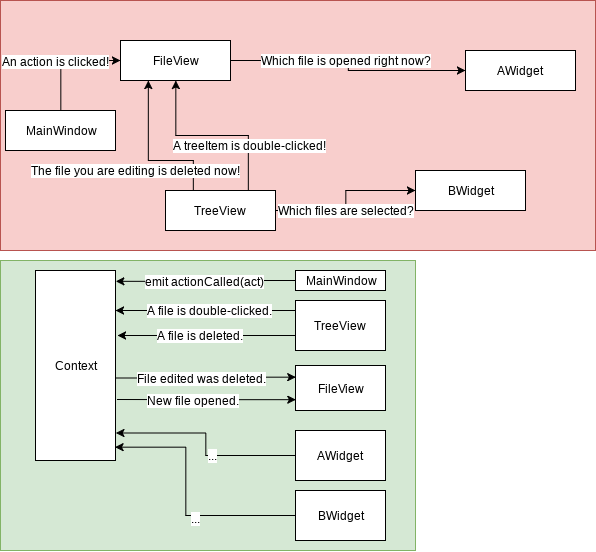 FileView
An action is clicked!
Which file is opened right now?
AWidget
MainWindow
A treeItem is double-clicked!
The file you are editing is deleted now!
BWidget
TreeView
Which files are selected?
MainWindow
emit actionCalled(act)
A file is double-clicked.
TreeView
A file is deleted.
Context
File edited was deleted.
FileView
New file opened.
AWidget
...
BWidget
...